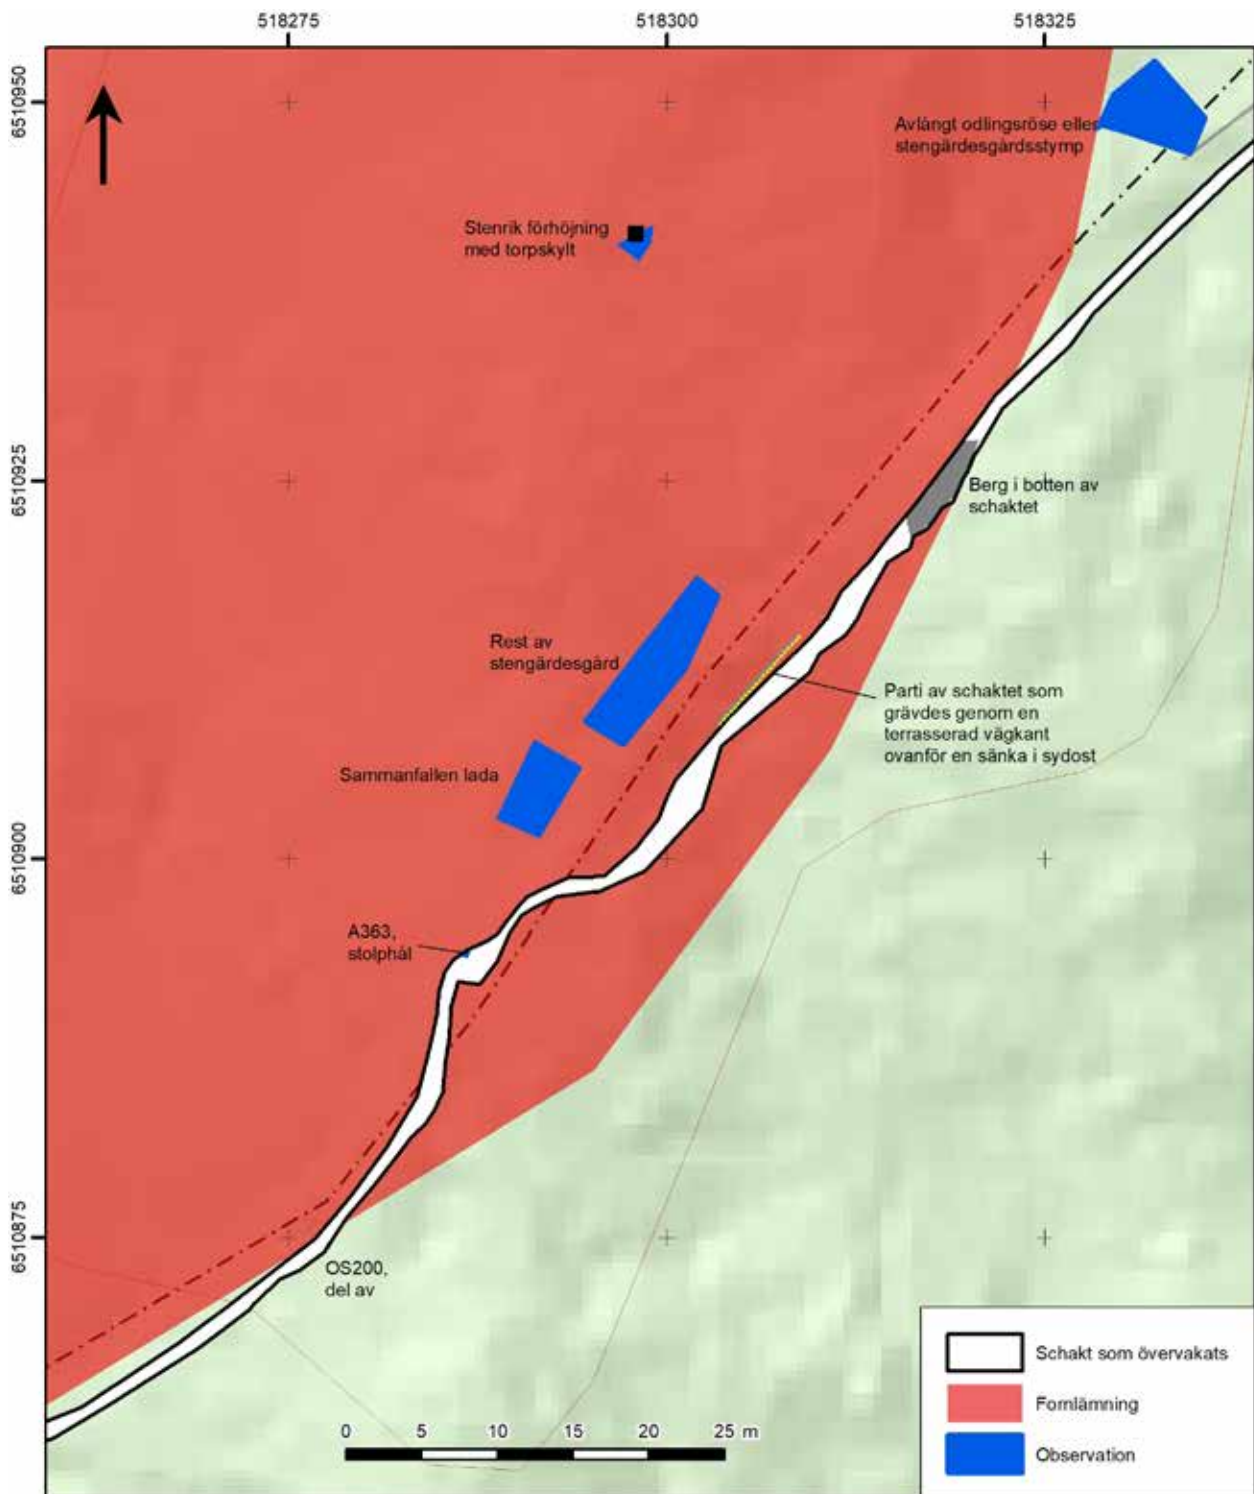 518275
518300
518325
6510950
6510925
6510900
6510875
Avlångt odlingsröse eller
stengärdesgårdsstymp
Stenrik förhöjning
med torpskylt
Berg i botten av
schaktet
Rest av
stengärdesgård
Parti av schaktet som
grävdes genom en
terrasserad vägkant
ovanför en sänka i sydost
Sammanfallen lada
A363,
stolphål
OS200,
del av
0 5 10 15 20 25 m
Schakt som övervakats
Fornlämning
Observation